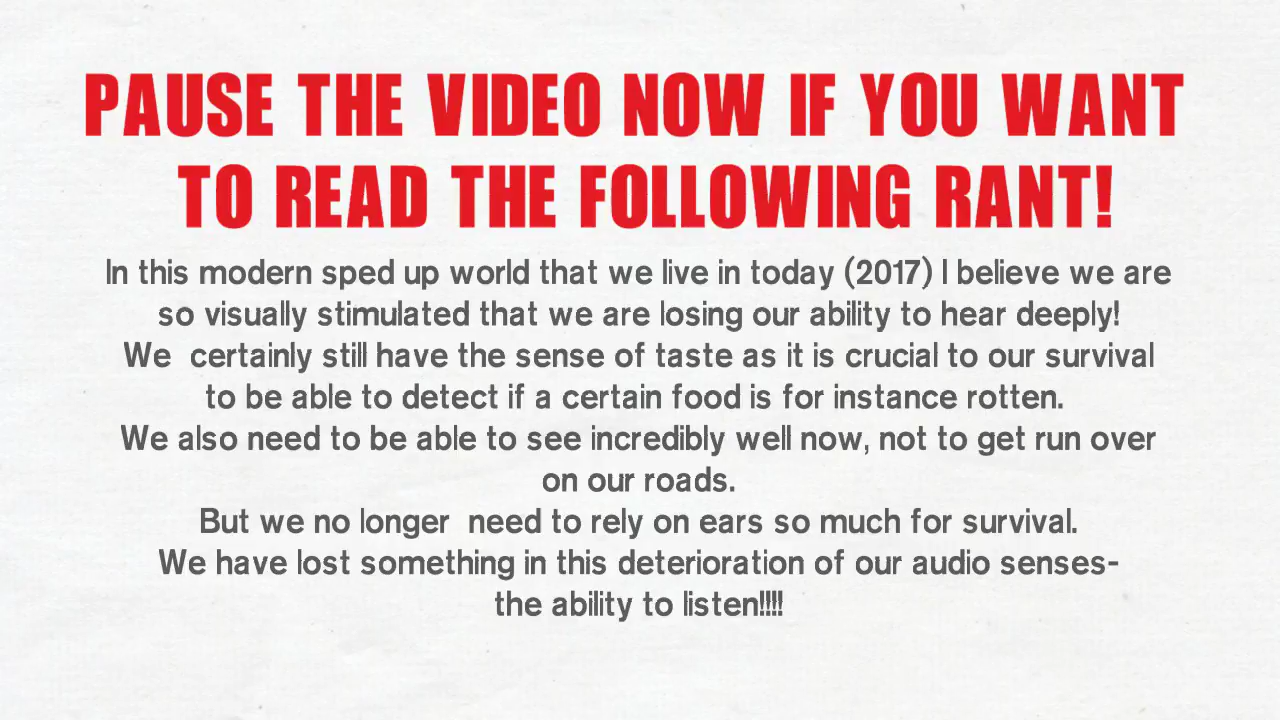 PAUSE THE VIDEO NOW IF YOU WANT
TO READ THE FOLLOWING RANT!
In this modern sped up world that we live in today (2017) I believe we are
so visually stimulated that we are losing our ability to hear deeply!
We  certainly still have the sense of taste as it is crucial to our survival
to be able to detect if a certain food is for instance rotten.
We also need to be able to see incredibly well now, not to get run over
on our roads.
But we no longer  need to rely on ears so much for survival.
We have lost something in this deterioration of our audio senses-
the ability to listen!!!!